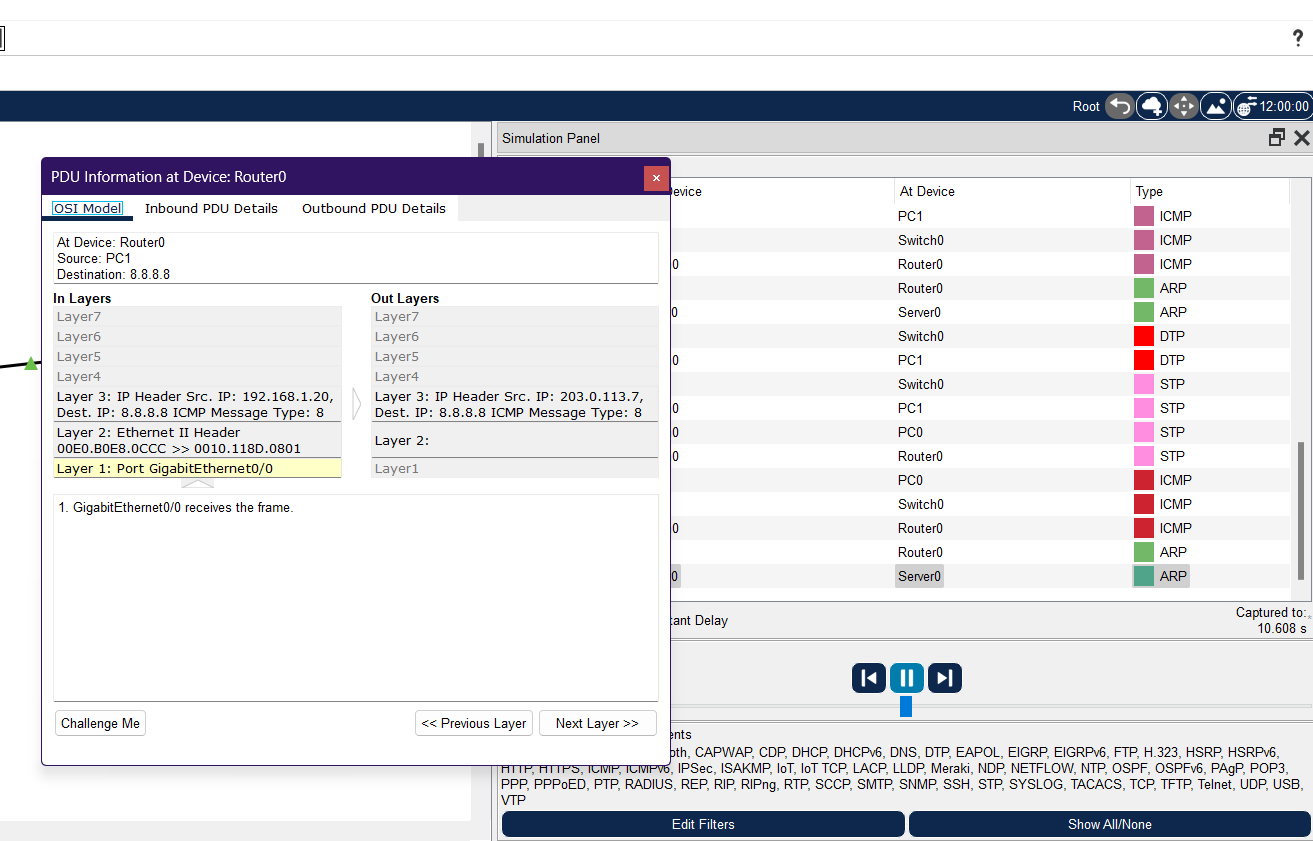 ?
Root 12:00:00
Simulation Panel
PDU Information at Device: Router0
OSI Model Inbound PDU Details Outbound PDU Details
At Device: Router0
Source: PC1
Destination: 8.8.8.8
In Layers
Layer7
Layer6
Layer5
Layer4
Layer 3: IP Header Src. IP: 192.168.1.20,
Dest. IP: 8.8.8.8 ICMP Message Type: 8
Layer 2: Ethernet II Header
00E0.B0E8.0CCC >> 0010.118D.0801
Layer 1: Port GigabitEthernet0/0
Out Layers
Layer7
Layer6
Layer5
Layer4
Layer 3: IP Header Src. IP: 203.0.113.7,
Dest. IP: 8.8.8.8 ICMP Message Type: 8
Layer 2:
Layer1
1. GigabitEthernet0/0 receives the frame.
Challenge Me << Previous Layer Next Layer >>
evice At Device Type
PC1 ICMP
Switch0 ICMP
0 Router0 ICMP
Router0 ARP
0 Server0 ARP
Switch0 DTP
0 PC1 DTP
Switch0 STP
0 PC1 STP
0 PC0 STP
0 Router0 STP
PC0 ICMP
Switch0 ICMP
0 Router0 ICMP
Router0 ARP
0 Server0 ARP
tant Delay
Captured to:
10.608 s
ents
oth, CAPWAP, CDP, DHCP, DHCPv6, DNS, DTP, EAPOL, EIGRP, EIGRPv6, FTP, H.323, HSRP, HSRPv6,
HTTP, HTTPS, ICMP, ICMPv6, IPSec, ISAKMP, IoT, IoT TCP, LACP, LLDP, Meraki, NDP, NETFLOW, NTP, OSPF, OSPFv6, PAgP, POP3,
PPP, PPPoED, PTP, RADIUS, REP, RIP, RIPng, RTP, SCCP, SMTP, SNMP, SSH, STP, SYSLOG, TACACS, TCP, TFTP, Telnet, UDP, USB,
VTP
Edit Filters Show All/None